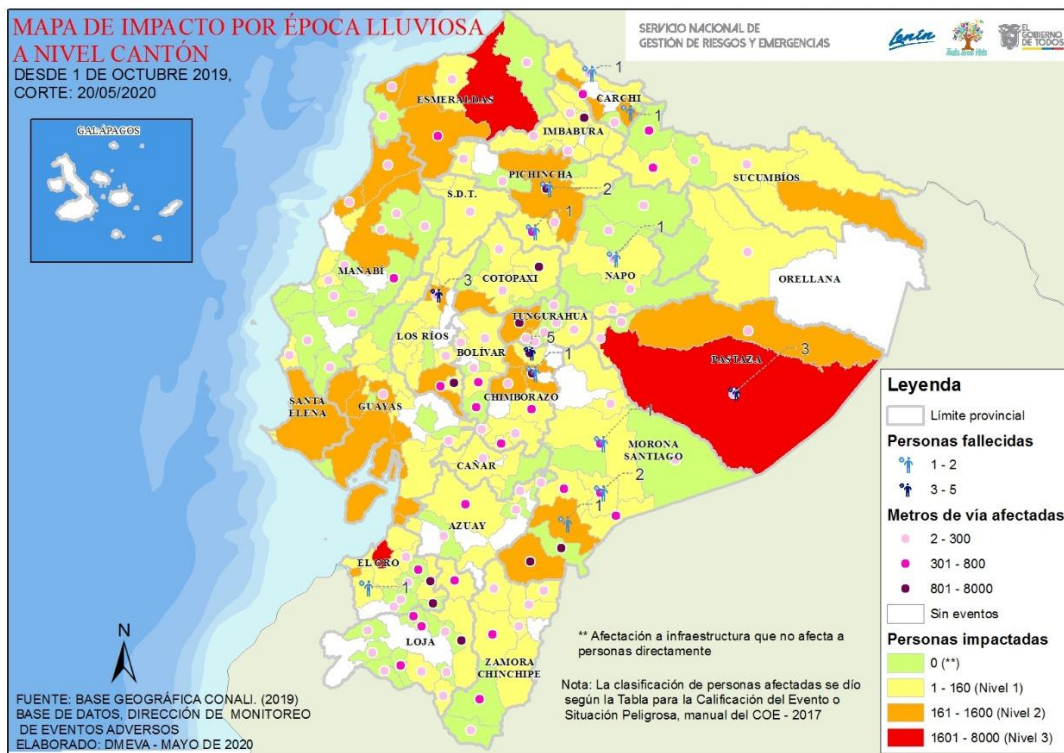 MAPA DE IMPACTO POR ÉPOCA LLUVIOSA
A NIVEL CANTÓN
DESDE 1 DE OCTUBRE 2019,
CORTE: 20/05/2020
SERVICIO NACIONAL DE
GESTIÓN DE RIESGOS Y EMERGENCIAS
Lenín
Toda una Vida
EL
GOBIERNO
DE TODOS
GALÁPAGOS
1
CARCHI
ESMERALDAS
1
IMBABURA
PICHINCHA
2
SUCUMBÍOS
S.D.T.
1
1
MANABÍ
COTOPAXI
NAPO
ORELLANA
3
TUNGURAHUA
LOS RÍOS
5
BOLÍVAR
1
PASTAZA
3
SANTA
ELENA
GUAYAS
CHIMBORAZO
1
MORONA
SANTIAGO
CAÑAR
2
1
AZUAY
EL ORO
1
LOJA
ZAMORA
CHINCHIPE
Leyenda
Límite provincial
Personas fallecidas
1 - 2
3 - 5
Metros de vía afectadas
2 - 300
301 - 800
801 - 8000
Sin eventos
Personas impactadas
0 (**)
1 - 160 (Nivel 1)
161 - 1600 (Nivel 2)
1601 - 8000 (Nivel 3)
** Afectación a infraestructura que no afecta a
personas directamente
Nota: La clasificación de personas afectadas se dío
según la Tabla para la Calificación del Evento o
Situación Peligrosa, manual del COE - 2017
N
FUENTE: BASE GEOGRÁFICA CONALI. (2019)
BASE DE DATOS, DIRECCIÓN DE MONITOREO
DE EVENTOS ADVERSOS
ELABORADO: DMEVA - MAYO DE 2020